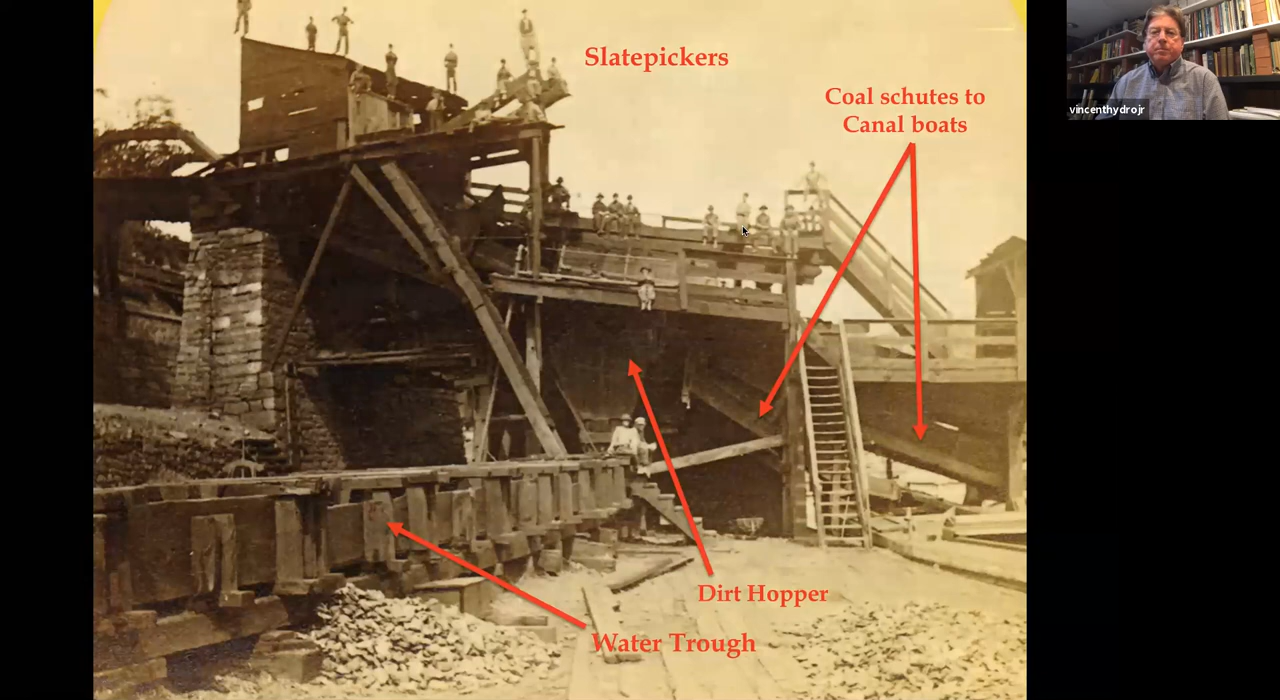 Slatepickers
Coal schutes to
Canal boats
vincenthydrojr
Dirt Hopper
Water Trough